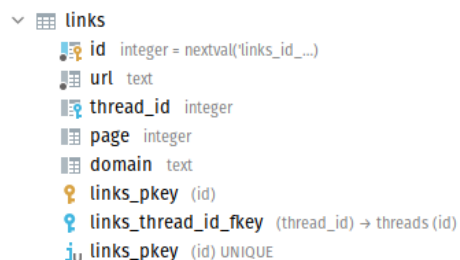 links
id integer = nextval('links_id_...)
url text
thread_id integer
page integer
domain text
links_pkey (id)
links_thread_id_fkey (thread_id) → threads (id)
links_pkey (id) UNIQUE